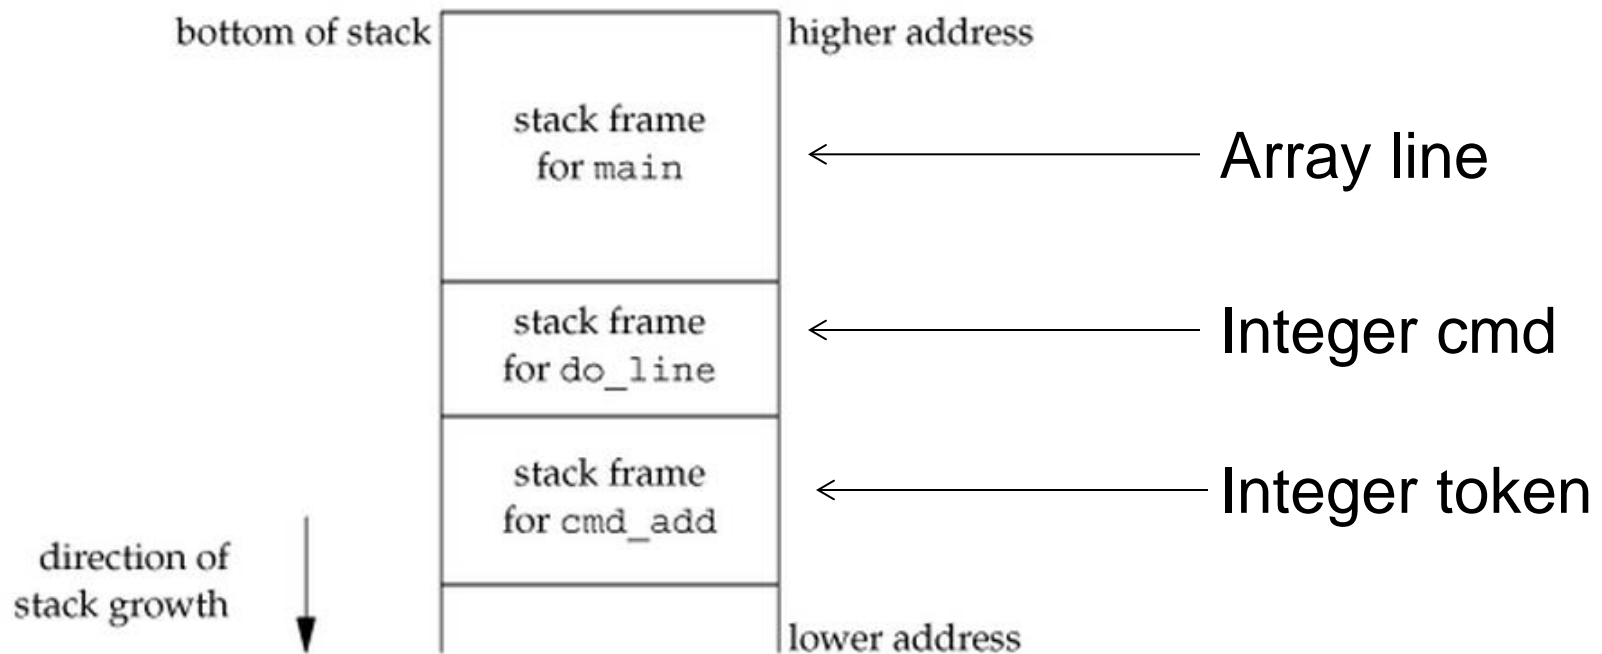 bottom of stack
higher address
stack frame
for main
Array line
stack frame
for do_line
Integer cmd
stack frame
for cmd_add
Integer token
direction of
stack growth
lower address